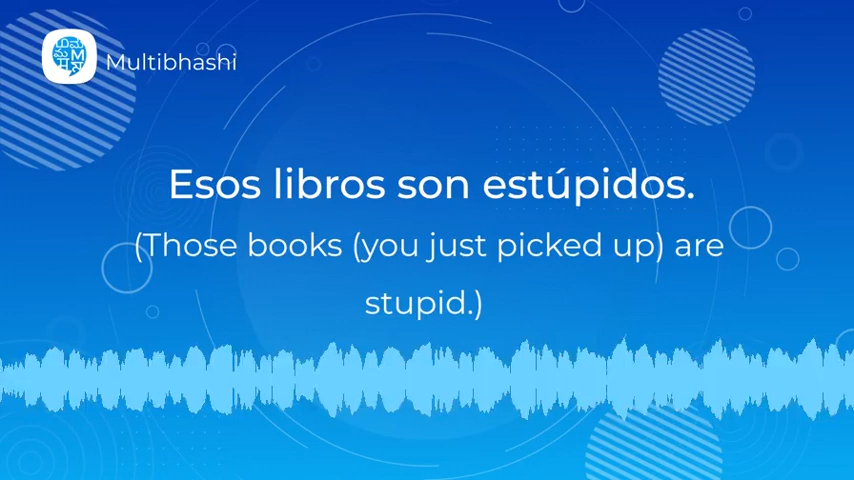 Multibhashi
Esos libros son estúpidos.
(Those books (you just picked up) are
stupid.)